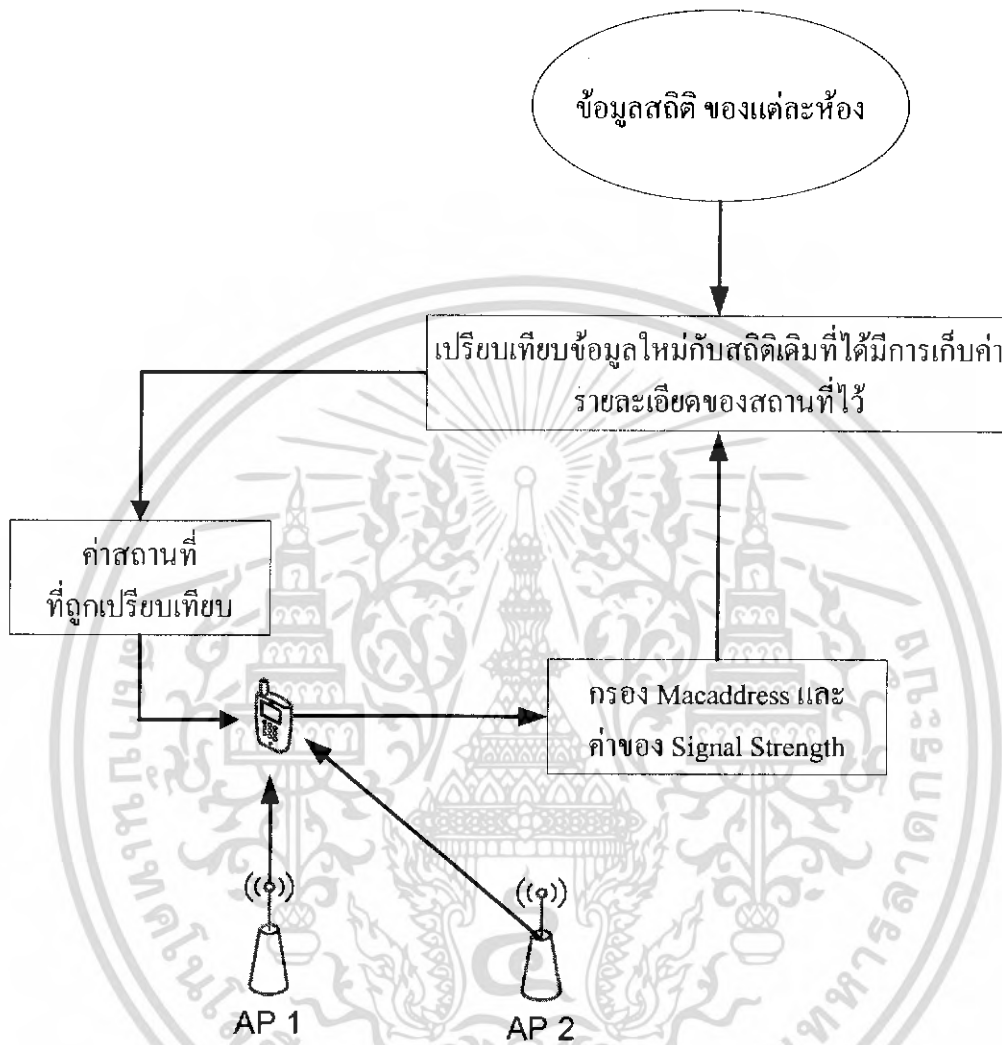 ข้อมูลสถิติ ของแต่ละห้อง
เปรียบเทียบข้อมูลใหม่กับสถิติเดิมที่ได้มีการเก็บค่า
รายละเอียดของสถานที่ไว้
ค่าสถานที่
ที่ถูกเปรียบเทียบ
กรอง Macaddress และ
ค่าของ Signal Strength
AP 1
AP 2